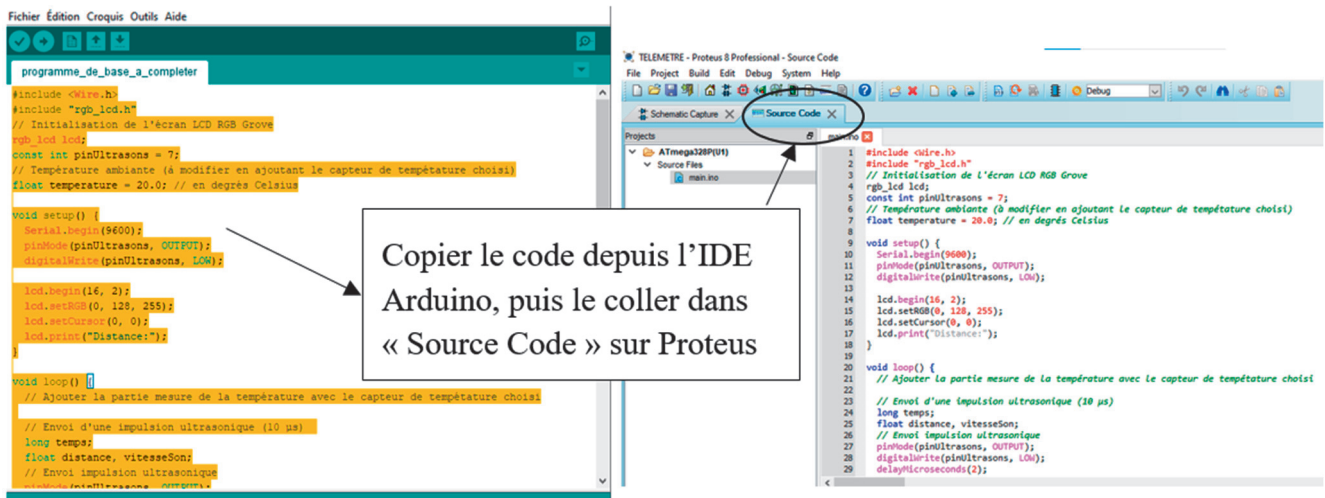 Fichier Édition Croquis Outils Aide
programme_de_base_a_completer
#include <Wire.h>
#include "rgb_lcd.h"
// Initialisation de l'écran LCD RGB Grove
rgb_lcd lcd;
const int pinUltrasons = 7;
// Température ambiante (à modifier en ajoutant le capteur de tempétature choisi)
float temperature = 20.0; // en degrés Celsius
void setup() {
Serial.begin(9600);
pinMode(pinUltrasons, OUTPUT);
digitalWrite(pinUltrasons, LOW);
lcd.begin(16, 2);
lcd.setRGB(0, 128, 255);
lcd.setCursor(0, 0);
lcd.print("Distance:");
}
void loop() {
// Ajouter la partie mesure de la température avec le capteur de tempétature choisi
// Envoi d'une impulsion ultrasonique (10 µs)
long temps;
float distance, vitesseSon;
// Envoi impulsion ultrasonique
pinMode(pinUltrasons, OUTPUT);
Copier le code depuis l'IDE
Arduino, puis le coller dans
« Source Code » sur Proteus
TELEMETRE - Proteus 8 Professional - Source Code
File Project Build Edit Debug System Help
Debug
Schematic Capture
Source Code
Projects
ATmega328P(U1)
Source Files
main.ino
main.ino
1 #include <Wire.h>
2 #include "rgb_lcd.h"
3 // Initialisation de l'écran LCD RGB Grove
4 rgb_lcd lcd;
5 const int pinUltrasons = 7;
6 // Température ambiante (à modifier en ajoutant le capteur de tempétature choisi)
7 float temperature = 20.0; // en degrés Celsius
8
9 void setup() {
10 Serial.begin(9600);
11 pinMode(pinUltrasons, OUTPUT);
12 digitalWrite(pinUltrasons, LOW);
13
14 lcd.begin(16, 2);
15 lcd.setRGB(0, 128, 255);
16 lcd.setCursor(0, 0);
17 lcd.print("Distance:");
18 }
19
20 void loop() {
21 // Ajouter la partie mesure de la température avec le capteur de tempétature choisi
22
23 // Envoi d'une impulsion ultrasonique (10 µs)
24 long temps;
25 float distance, vitesseSon;
26 // Envoi impulsion ultrasonique
27 pinMode(pinUltrasons, OUTPUT);
28 digitalWrite(pinUltrasons, LOW);
29 delayMicroseconds(2);